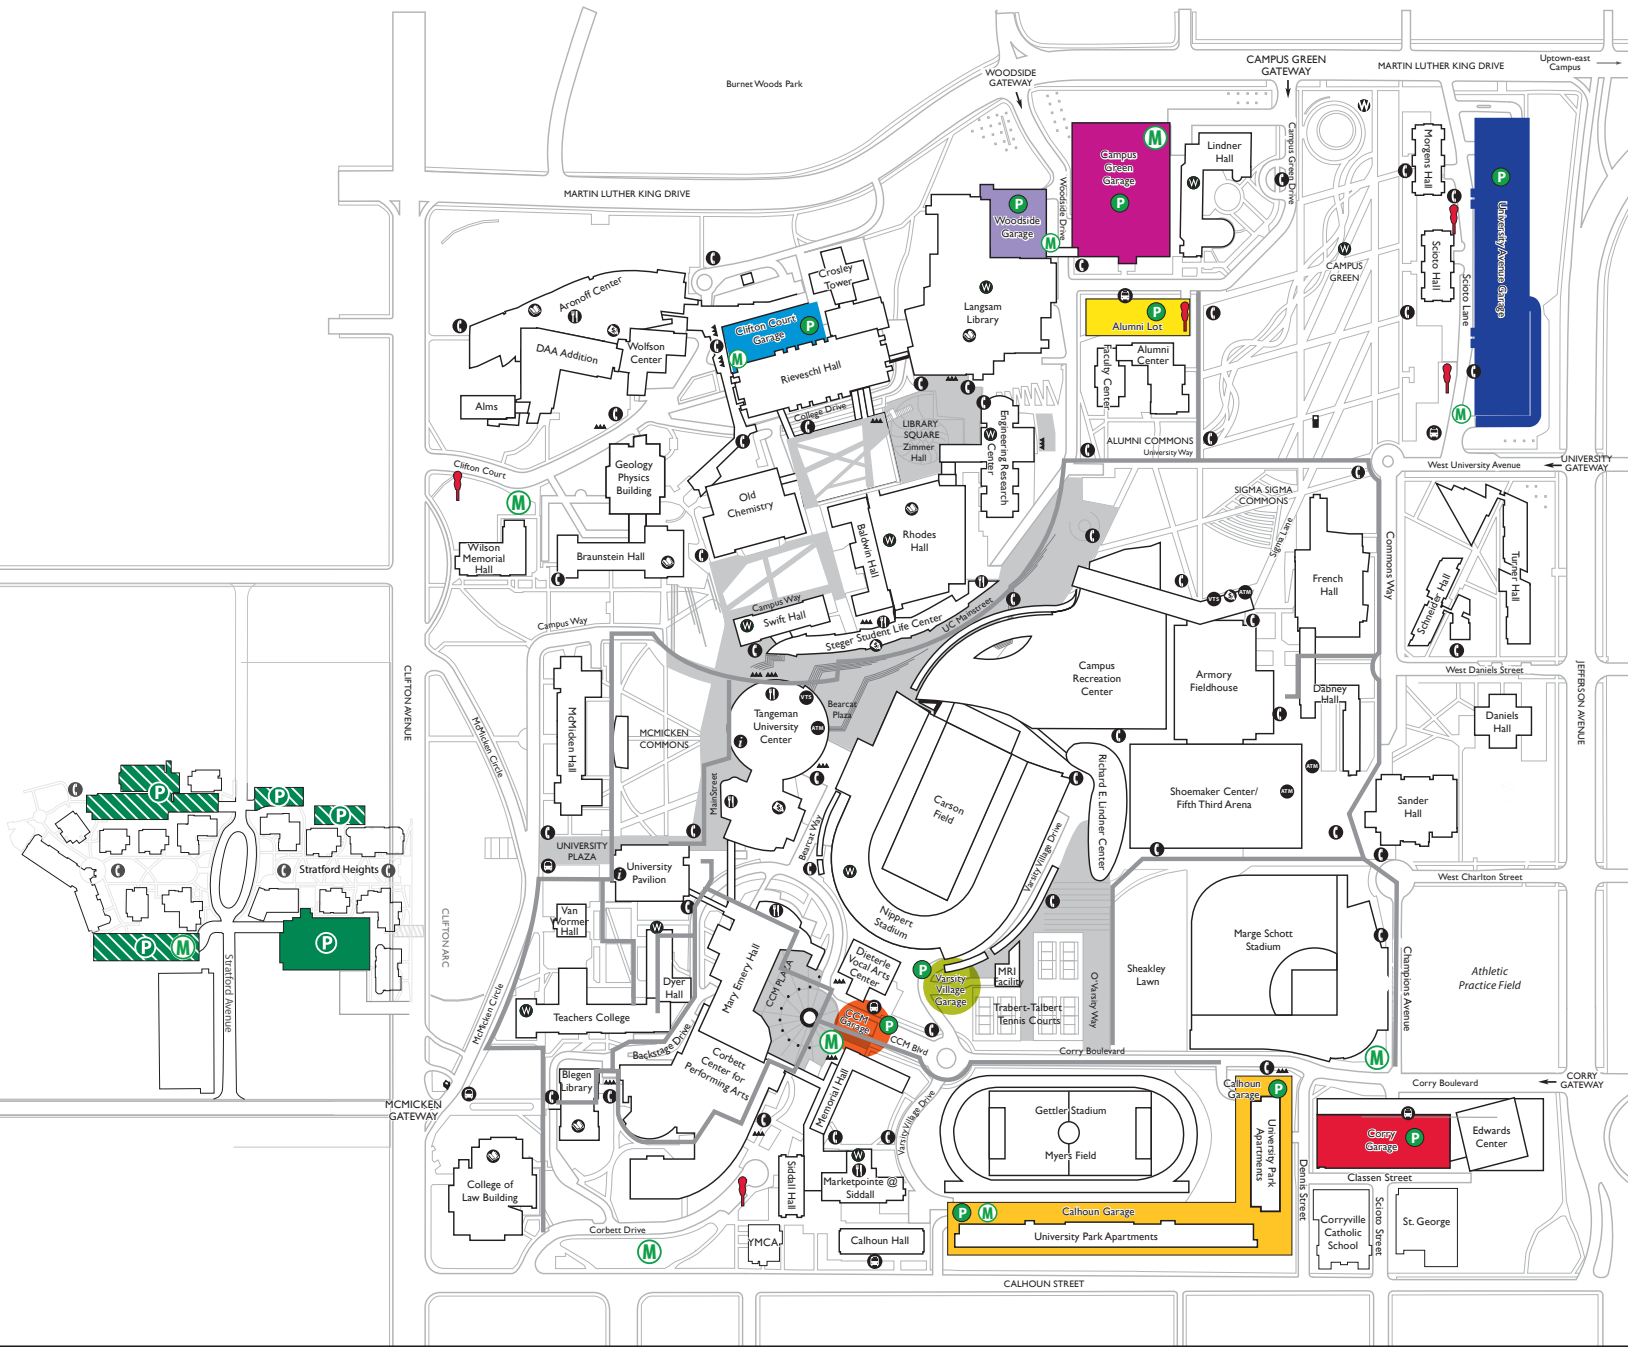 Burnet Woods Park
WOODSIDE
GATEWAY
CAMPUS GREEN
GATEWAY
MARTIN LUTHER KING DRIVE
Uptown-east
Campus
MARTIN LUTHER KING DRIVE
Campus
Green
Garage
M
P
Lindner
Hall
W
Campus Green Drive
W
Morgens Hall
P
University Avenue Garage
P
Woodside
Garage
M
Woodside Drive
Scioto Hall
Scioto Lane
W
CAMPUS
GREEN
Crosley
Tower
Aronoff Center
Clifton Court
Garage
P
M
W
Langsam
Library
P
Alumni Lot
DAA Addition
Wolfson
Center
Rieveschl Hall
Faculty Center
Alumni
Center
Alms
College Drive
LIBRARY
SQUARE
Zimmer
Hall
W
Engineering Research
Center
ALUMNI COMMONS
University Way
M
West University Avenue
UNIVERSITY
GATEWAY
Clifton Court
M
Geology
Physics
Building
Old
Chemistry
Baldwin Hall
W
Rhodes
Hall
SIGMA SIGMA
COMMONS
Sigma Lane
Commons Way
Wilson
Memorial
Hall
Braunstein Hall
French
Hall
Schneider Hall
Turner Hall
Campus Way
Campus Way
W
Swift Hall
Steger Student Life Center
UC Mainstreet
VTS
ATM
Campus
Recreation
Center
Armory
Fieldhouse
West Daniels Street
Dabney
Hall
Daniels
Hall
JEFFERSON AVENUE
CLIFTON AVENUE
McMicken Circle
McMicken Hall
MCMICKEN
COMMONS
Tangeman
University
Center
VTS
ATM
Bearcat
Plaza
MainStreet
Bearcat Way
Carson
Field
Richard E. Lindner Center
Shoemaker Center/
Fifth Third Arena
ATM
ATM
Sander
Hall
P
P
P
Stratford Heights
UNIVERSITY
PLAZA
University
Pavilion
W
Nippert
Stadium
Varsity Village Drive
West Charlton Street
P
M
P
Stratford Avenue
CLIFTON ARC
Van
Wormer
Hall
W
Dyer
Hall
Mary Emery Hall
CCM PLAZA
Dieterle
Vocal Arts
Center
P
Varsity
Village
Garage
MRI
Facility
Trabert-Talbert
Tennis Courts
O'Varsity Way
Sheakley
Lawn
Marge Schott
Stadium
Champions Avenue
Athletic
Practice Field
McMicken Circle
W
Teachers College
Backstage Drive
Corbett
Center for
Performing Arts
CCM
Garage
P
M
CCM Blvd
Corry Boulevard
M
Corry Boulevard
CORRY
GATEWAY
MCMICKEN
GATEWAY
Blegen
Library
Memorial Hall
Varsity Village Drive
Gettler Stadium
Myers Field
Calhoun
Garage
P
University Park
Apartments
Dennis Street
Corry
Garage
P
Edwards
Center
Classen Street
College of
Law Building
Siddall Hall
W
Marketpointe @
Siddall
P
M
Calhoun Garage
University Park Apartments
Corryville
Catholic
School
Scioto Street
St. George
Corbett Drive
M
YMCA
Calhoun Hall
CALHOUN STREET